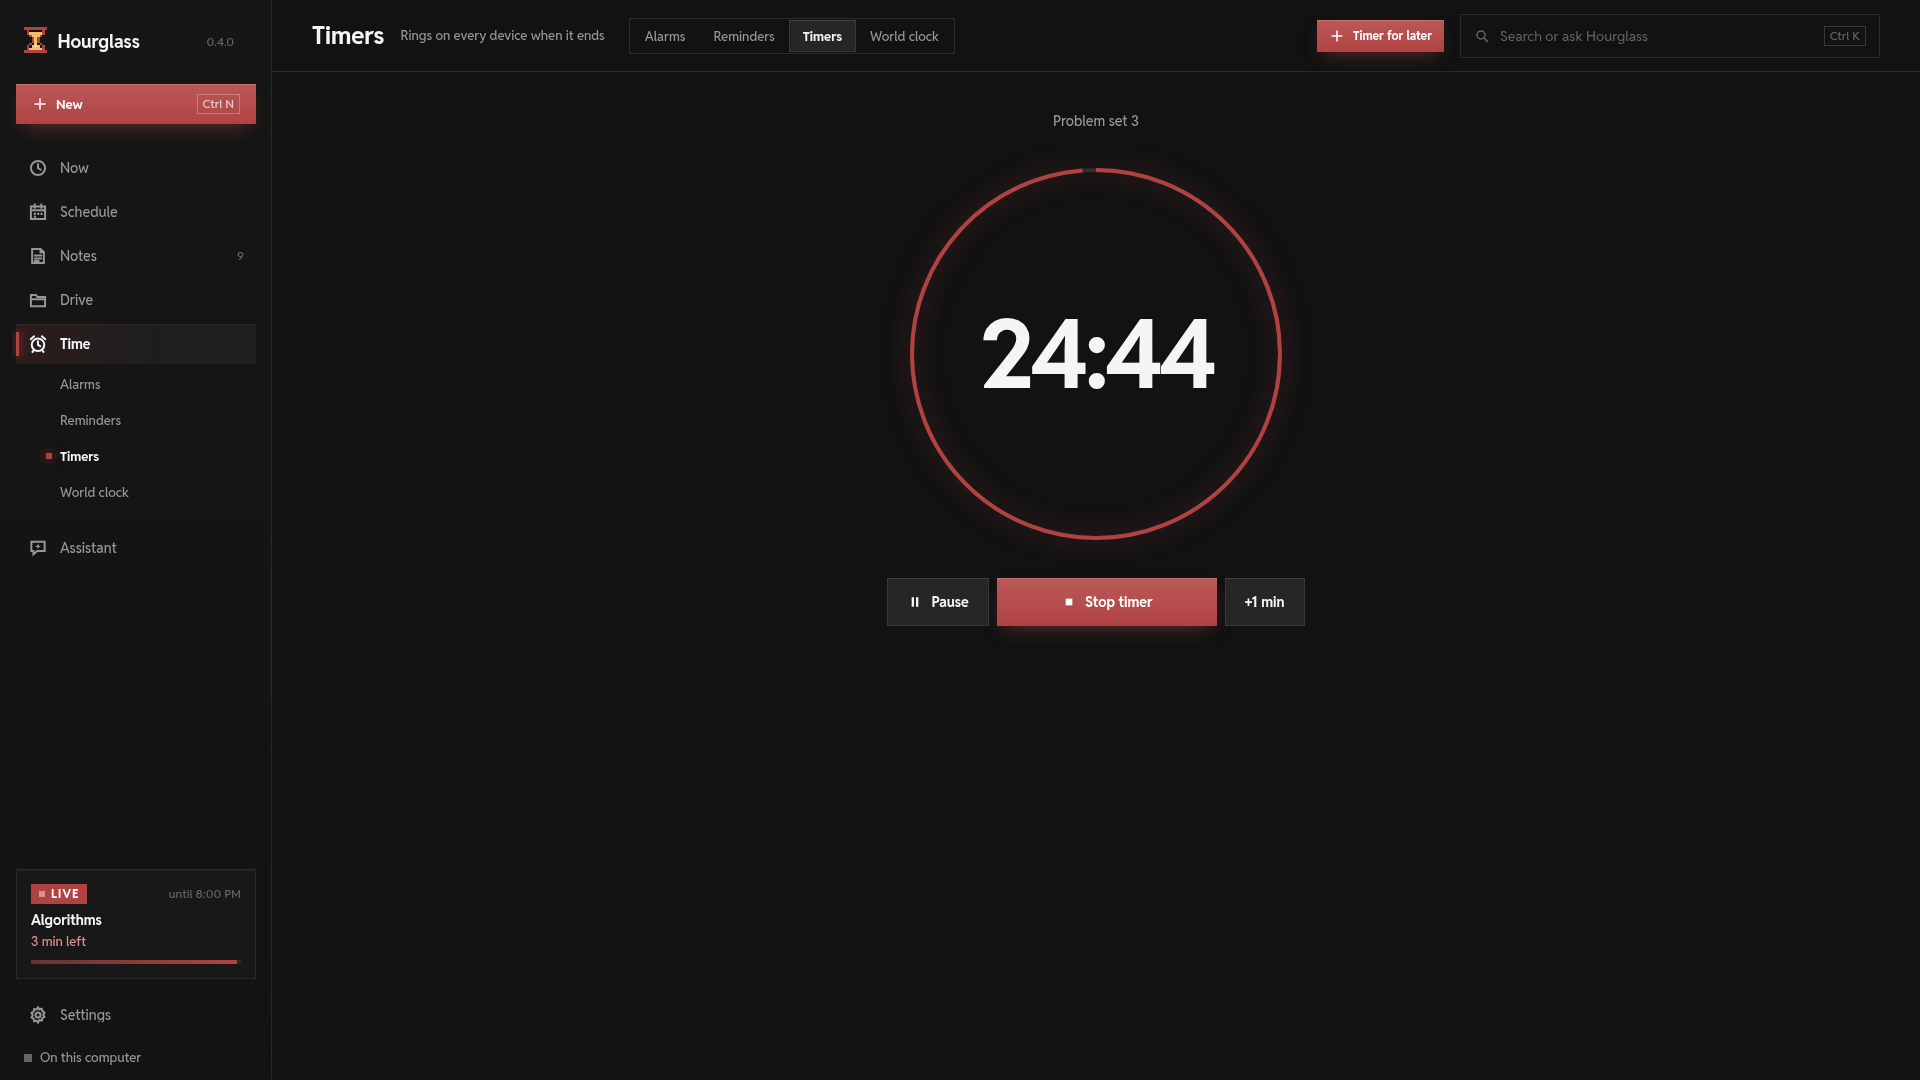 Hourglass
0.4.0
New
Ctrl N
Now
Schedule
Notes
9
Drive
Time
Alarms
Reminders
Timers
World clock
Assistant
LIVE
until 8:00 PM
Algorithms
3 min left
Settings
On this computer
Timers
Rings on every device when it ends
Alarms
Reminders
Timers
World clock
Timer for later
Search or ask Hourglass
Ctrl K
Problem set 3
24:44
Pause
Stop timer
+1 min